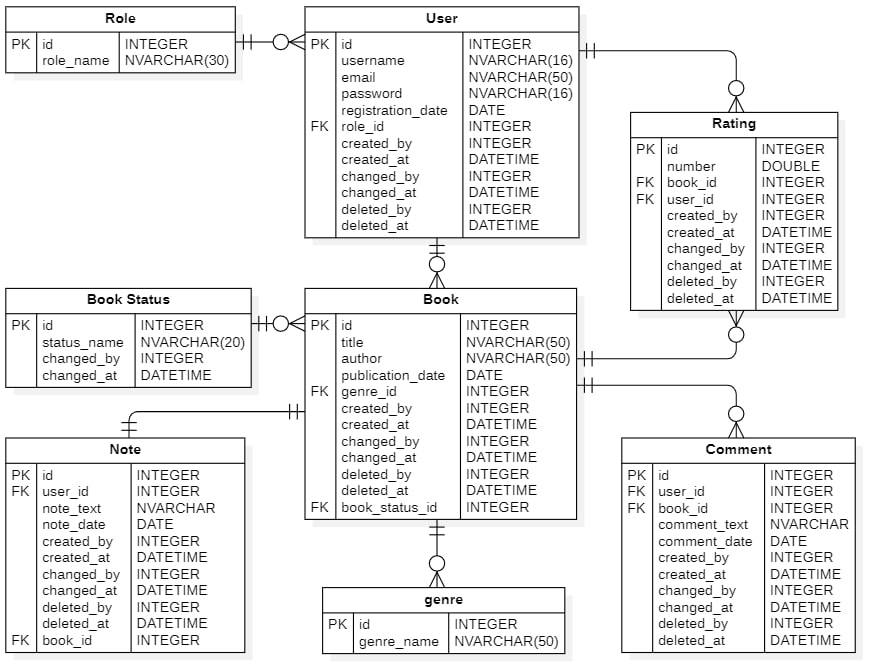 Role
PK id INTEGER
role_name NVARCHAR(30)
User
PK id INTEGER
username NVARCHAR(16)
email NVARCHAR(50)
password NVARCHAR(16)
registration_date DATE
FK role_id INTEGER
created_by INTEGER
created_at DATETIME
changed_by INTEGER
changed_at DATETIME
deleted_by INTEGER
deleted_at DATETIME
Rating
PK id INTEGER
number DOUBLE
FK book_id INTEGER
FK user_id INTEGER
created_by INTEGER
created_at DATETIME
changed_by INTEGER
changed_at DATETIME
deleted_by INTEGER
deleted_at DATETIME
Book Status
PK id INTEGER
status_name NVARCHAR(20)
changed_by INTEGER
changed_at DATETIME
Book
PK id INTEGER
title NVARCHAR(50)
author NVARCHAR(50)
publication_date DATE
FK genre_id INTEGER
created_by INTEGER
created_at DATETIME
changed_by INTEGER
changed_at DATETIME
deleted_by INTEGER
deleted_at DATETIME
FK book_status_id INTEGER
Note
PK id INTEGER
FK user_id INTEGER
note_text NVARCHAR
note_date DATE
created_by INTEGER
created_at DATETIME
changed_by INTEGER
changed_at DATETIME
deleted_by INTEGER
deleted_at DATETIME
FK book_id INTEGER
Comment
PK id INTEGER
FK user_id INTEGER
FK book_id INTEGER
comment_text NVARCHAR
comment_date DATE
created_by INTEGER
created_at DATETIME
changed_by INTEGER
changed_at DATETIME
deleted_by INTEGER
deleted_at DATETIME
genre
PK id INTEGER
genre_name NVARCHAR(50)